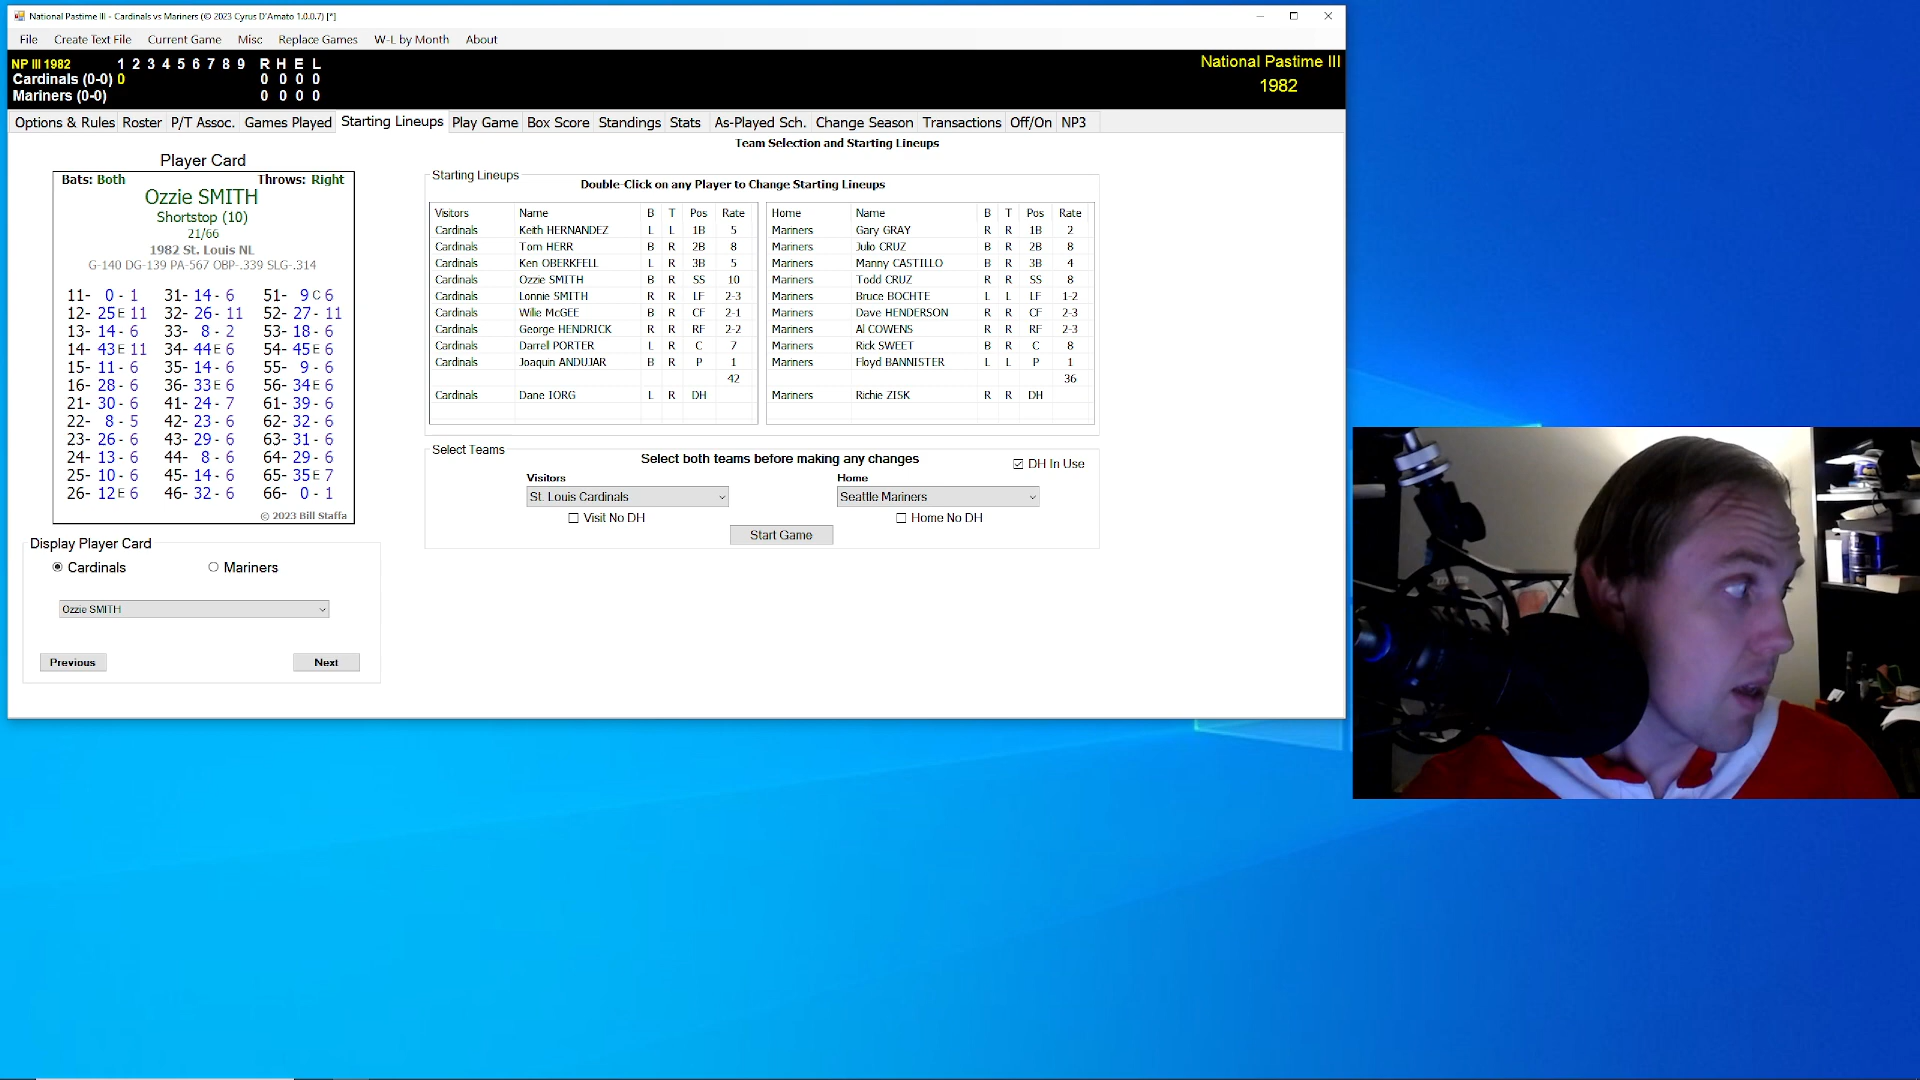 National Pastime III - Cardinals vs Mariners (© 2023 Cyrus D'Amato 1.0.0.7) [*]
File Create Text File Current Game Misc Replace Games W-L by Month About
NP III 1982 1 2 3 4 5 6 7 8 9 R H E L
Cardinals (0-0) 0 0 0 0 0
Mariners (0-0) 0 0 0 0
National Pastime III
1982
Options & Rules Roster P/T Assoc. Games Played Starting Lineups Play Game Box Score Standings Stats As-Played Sch. Change Season Transactions Off/On NP3
Team Selection and Starting Lineups
Player Card
Bats: Both Throws: Right
Ozzie SMITH
Shortstop (10)
21/66
1982 St. Louis NL
G-140 DG-139 PA-567 OBP-.339 SLG-.314
11- 0 - 1 31- 14 - 6 51- 9 C 6
12- 25 E 11 32- 26 - 11 52- 27 - 11
13- 14 - 6 33- 8 - 2 53- 18 - 6
14- 43 E 11 34- 44 E 6 54- 45 E 6
15- 11 - 6 35- 14 - 6 55- 9 - 6
16- 28 - 6 36- 33 E 6 56- 34 E 6
21- 30 - 6 41- 24 - 7 61- 39 - 6
22- 8 - 5 42- 23 - 6 62- 32 - 6
23- 26 - 6 43- 29 - 6 63- 31 - 6
24- 13 - 6 44- 8 - 6 64- 29 - 6
25- 10 - 6 45- 14 - 6 65- 35 E 7
26- 12 E 6 46- 32 - 6 66- 0 - 1
© 2023 Bill Staffa
Display Player Card
Cardinals Mariners
Ozzie SMITH
Previous Next
Starting Lineups
Double-Click on any Player to Change Starting Lineups
Visitors Name B T Pos Rate Home Name B T Pos Rate
Cardinals Keith HERNANDEZ L L 1B 5 Mariners Gary GRAY R R 1B 2
Cardinals Tom HERR B R 2B 8 Mariners Julio CRUZ B R 2B 8
Cardinals Ken OBERKFELL L R 3B 5 Mariners Manny CASTILLO B R 3B 4
Cardinals Ozzie SMITH B R SS 10 Mariners Todd CRUZ R R SS 8
Cardinals Lonnie SMITH R R LF 2-3 Mariners Bruce BOCHTE L L LF 1-2
Cardinals Willie McGEE B R CF 2-1 Mariners Dave HENDERSON R R CF 2-3
Cardinals George HENDRICK R R RF 2-2 Mariners Al COWENS R R RF 2-3
Cardinals Darrell PORTER L R C 7 Mariners Rick SWEET B R C 8
Cardinals Joaquin ANDUJAR B R P 1 Mariners Floyd BANNISTER L L P 1
42 36
Cardinals Dane IORG L R DH Mariners Richie ZISK R R DH
Select Teams
Select both teams before making any changes
DH In Use
Visitors Home
St. Louis Cardinals Seattle Mariners
Visit No DH Home No DH
Start Game